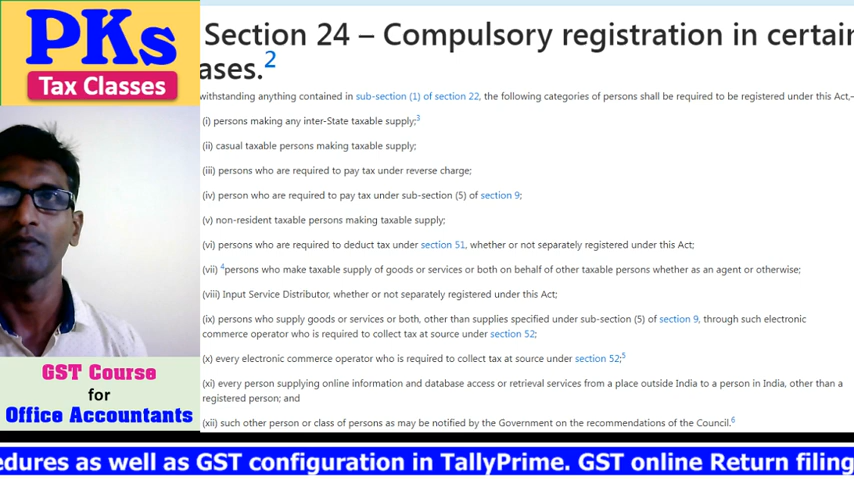 PKs
Tax Classes
Section 24 – Compulsory registration in certain
ases.2
withstanding anything contained in sub-section (1) of section 22, the following categories of persons shall be required to be registered under this Act,–
(i) persons making any inter-State taxable supply;3
(ii) casual taxable persons making taxable supply;
(iii) persons who are required to pay tax under reverse charge;
(iv) person who are required to pay tax under sub-section (5) of section 9;
(v) non-resident taxable persons making taxable supply;
(vi) persons who are required to deduct tax under section 51, whether or not separately registered under this Act;
(vii) 4persons who make taxable supply of goods or services or both on behalf of other taxable persons whether as an agent or otherwise;
(viii) Input Service Distributor, whether or not separately registered under this Act;
(ix) persons who supply goods or services or both, other than supplies specified under sub-section (5) of section 9, through such electronic
commerce operator who is required to collect tax at source under section 52;
(x) every electronic commerce operator who is required to collect tax at source under section 52;5
(xi) every person supplying online information and database access or retrieval services from a place outside India to a person in India, other than a
registered person; and
(xii) such other person or class of persons as may be notified by the Government on the recommendations of the Council.6
GST Course
for
Office Accountants
edures as well as GST configuration in TallyPrime. GST online Return filing